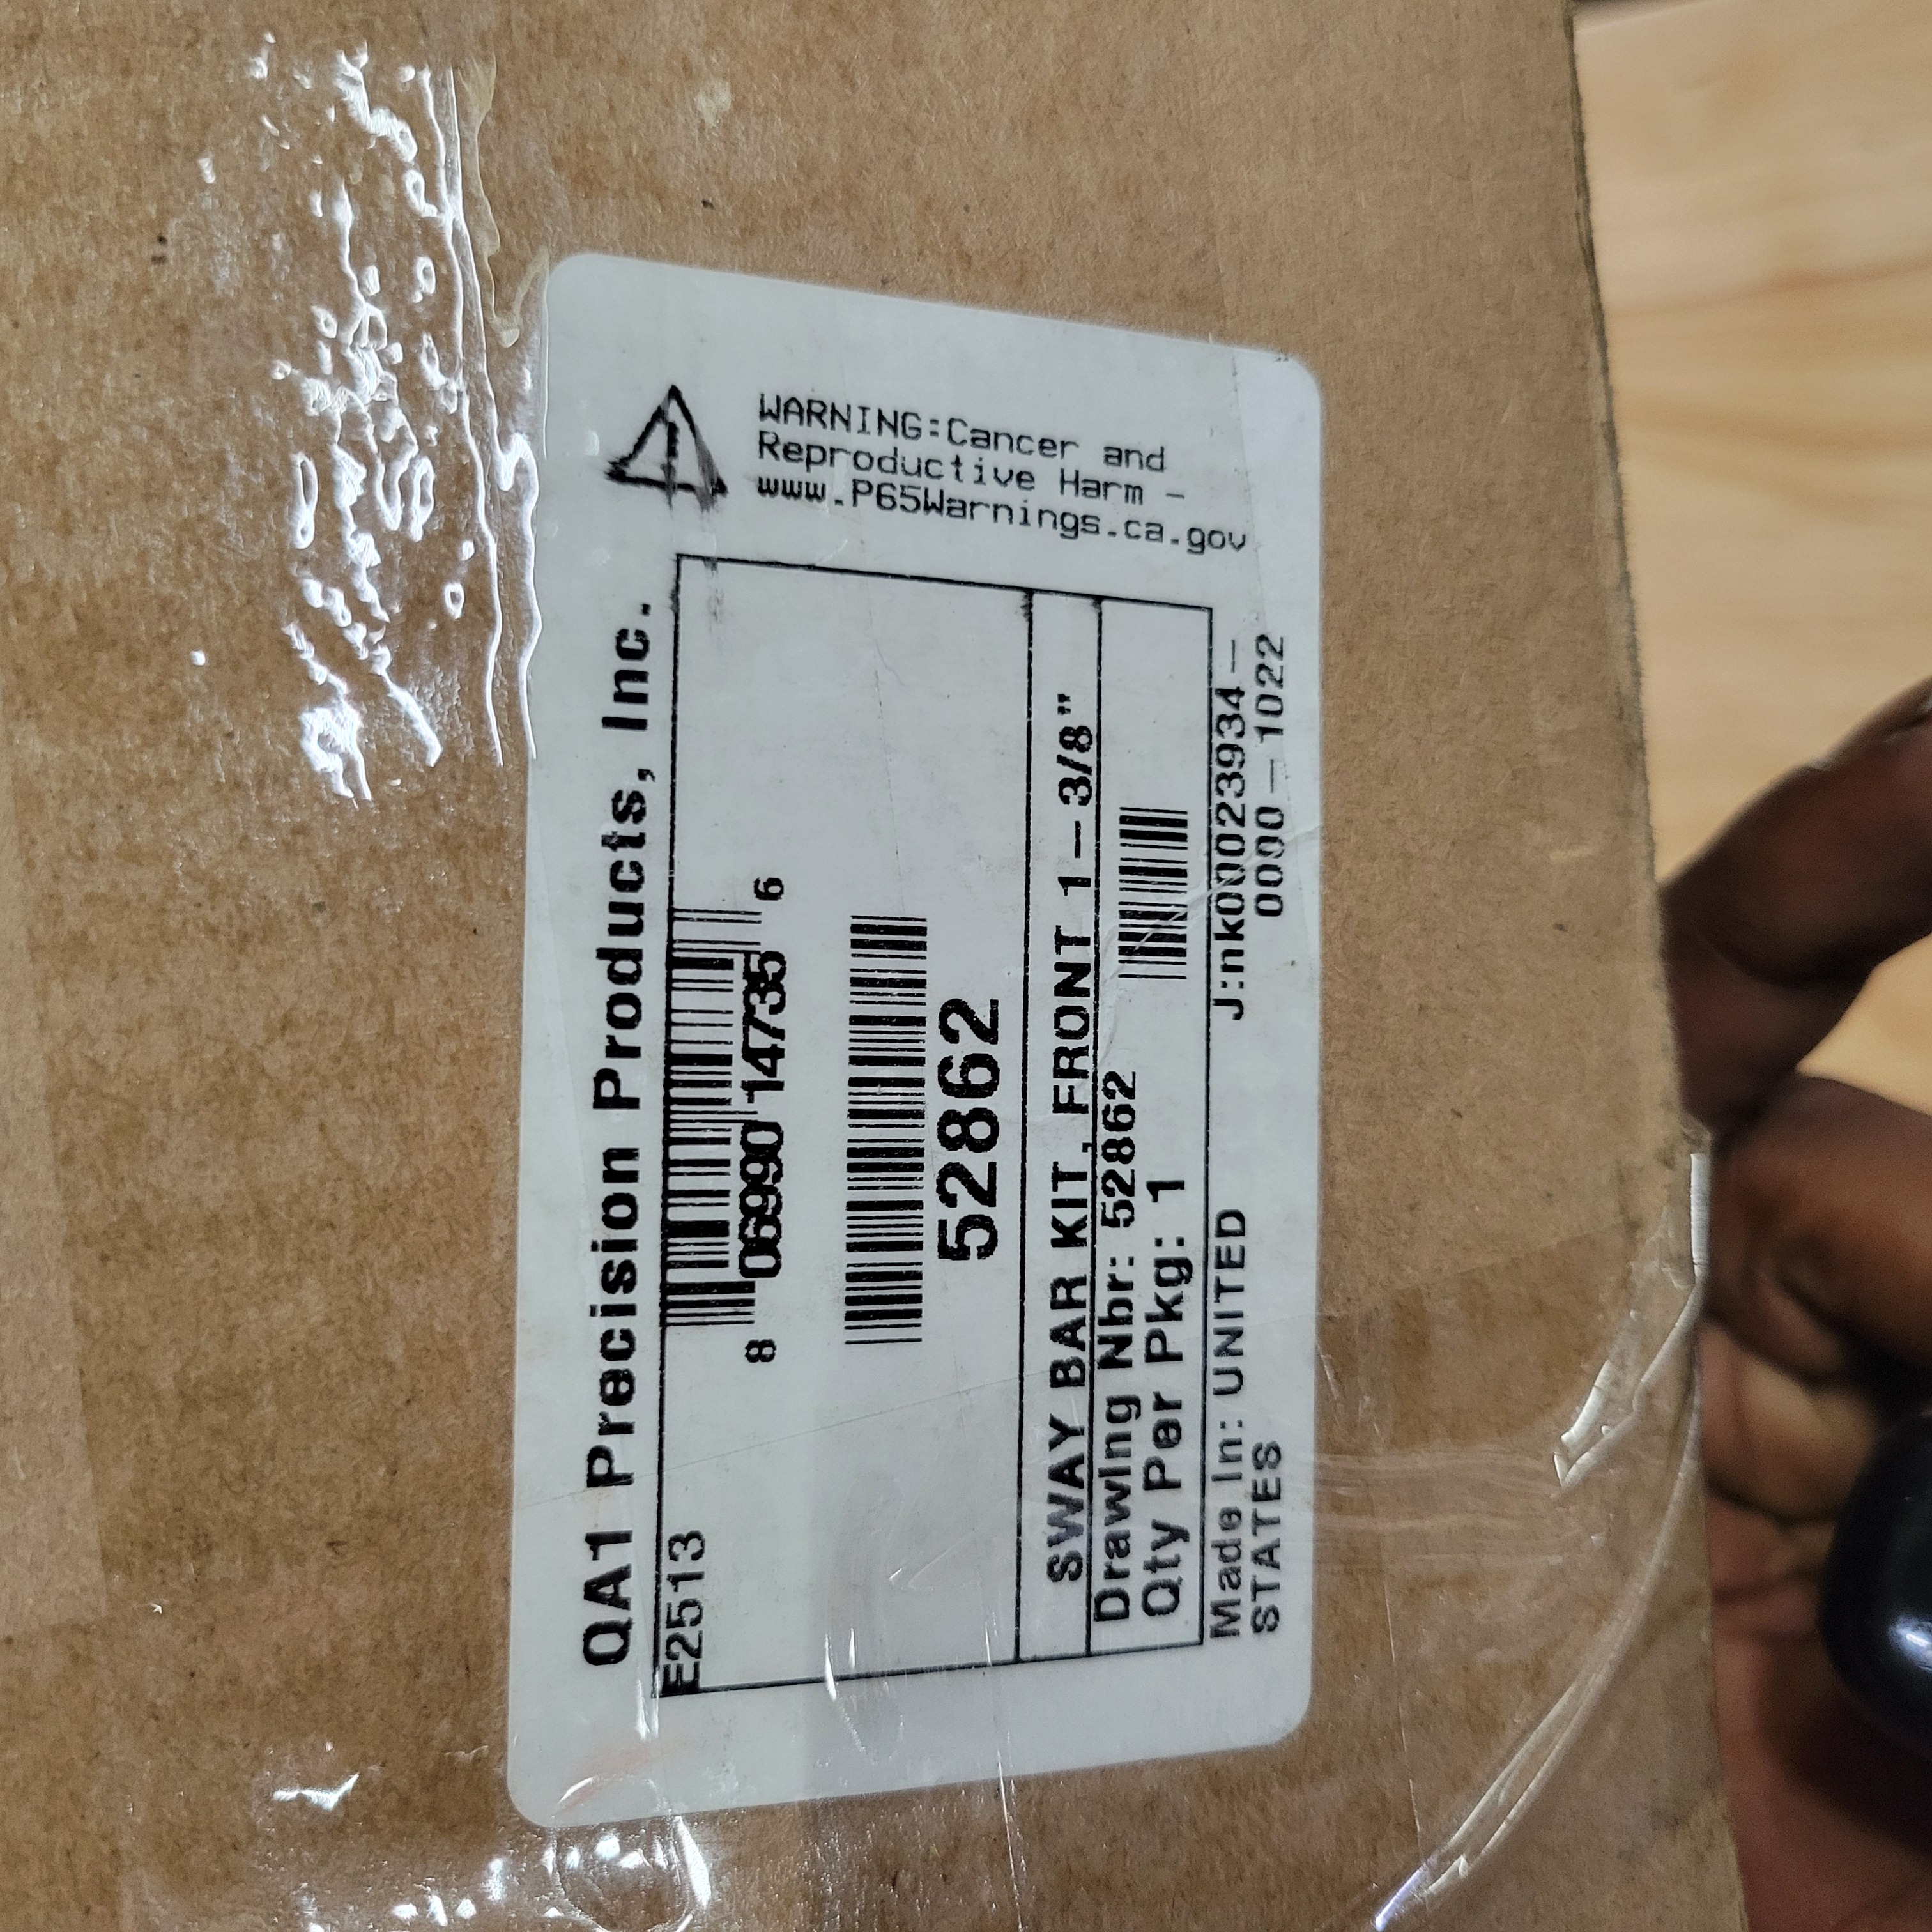 QA1 Precision Products, Inc.
E2513
8 06990 14735 6
52862
SWAY BAR KIT, FRONT 1-3/8"
Drawing Nbr: 52862
Qty Per Pkg: 1
Made In: UNITED
STATES
J:nk000023934-
0000-1022
WARNING:Cancer and
Reproductive Harm -
www.P65Warnings.ca.gov